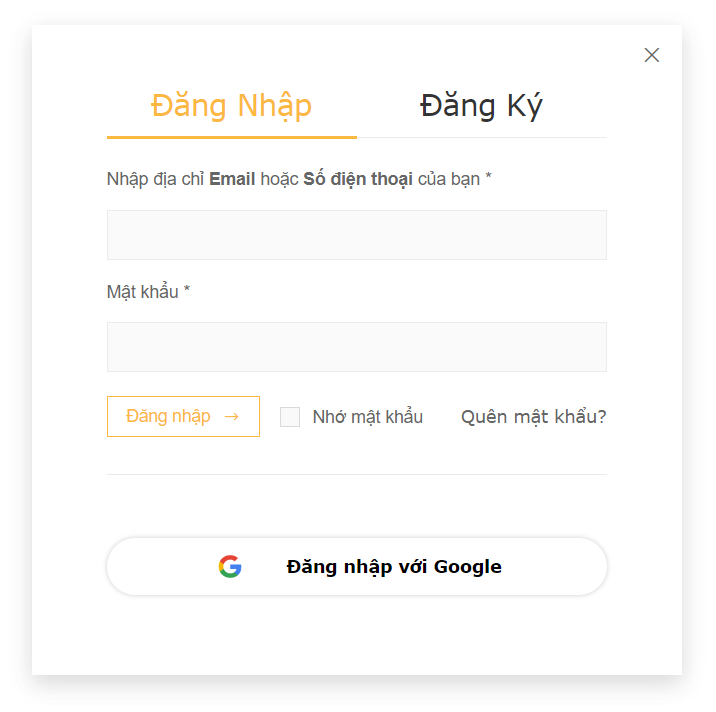 Đăng Nhập Đăng Ký
Nhập địa chỉ Email hoặc Số điện thoại của bạn *
Mật khẩu *
Đăng nhập → Nhớ mật khẩu Quên mật khẩu?
Đăng nhập với Google